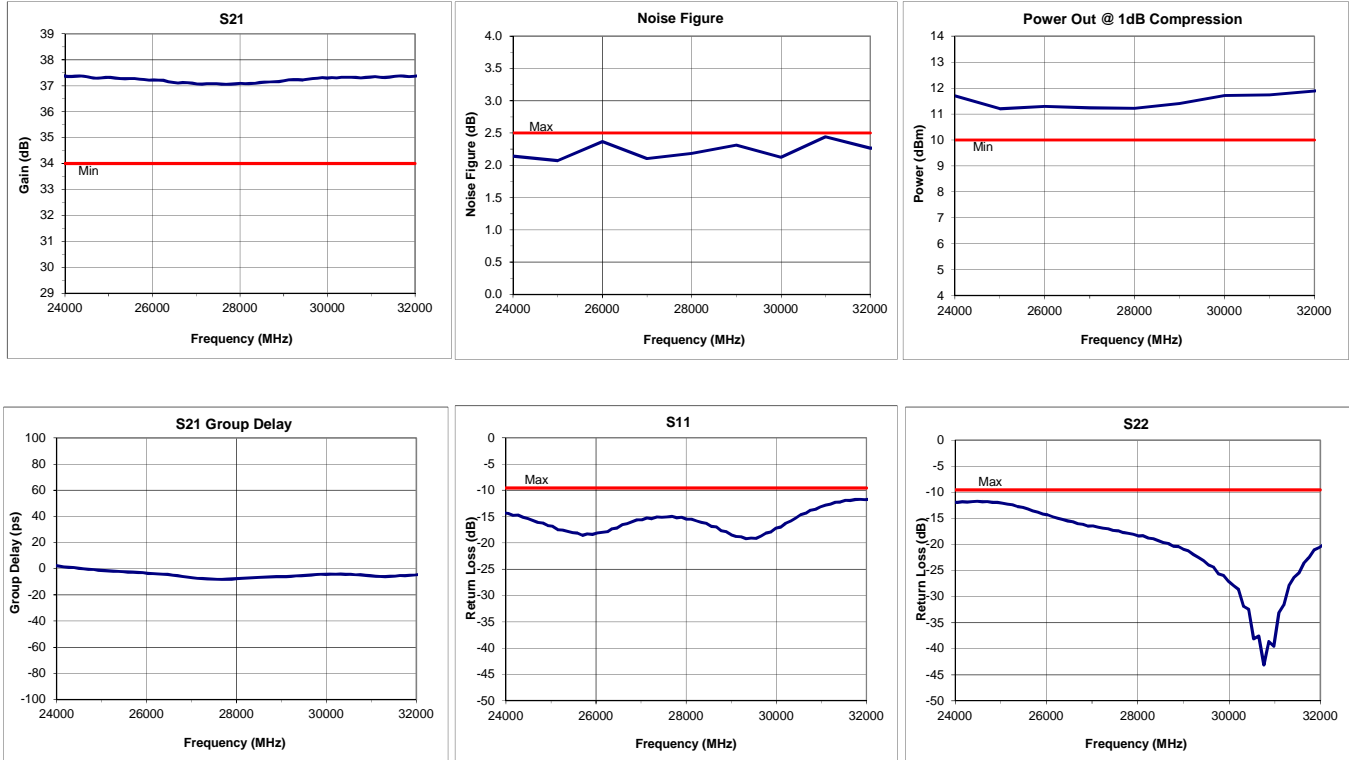 S21
39
38
37
36
35
34
33
32
31
30
29
Gain (dB)
Min
24000 26000 28000 30000 32000
Frequency (MHz)
Noise Figure
4.0
3.5
3.0
2.5
2.0
1.5
1.0
0.5
0.0
Noise Figure (dB)
Max
24000 26000 28000 30000 32000
Frequency (MHz)
Power Out @ 1dB Compression
14
13
12
11
10
9
8
7
6
5
4
Power (dBm)
Min
24000 26000 28000 30000 32000
Frequency (MHz)
S21 Group Delay
100
80
60
40
20
0
-20
-40
-60
-80
-100
Group Delay (ps)
24000 26000 28000 30000 32000
Frequency (MHz)
S11
0
-5
-10
-15
-20
-25
-30
-35
-40
-45
-50
Return Loss (dB)
Max
24000 26000 28000 30000 32000
Frequency (MHz)
S22
0
-5
-10
-15
-20
-25
-30
-35
-40
-45
-50
Return Loss (dB)
Max
24000 26000 28000 30000 32000
Frequency (MHz)